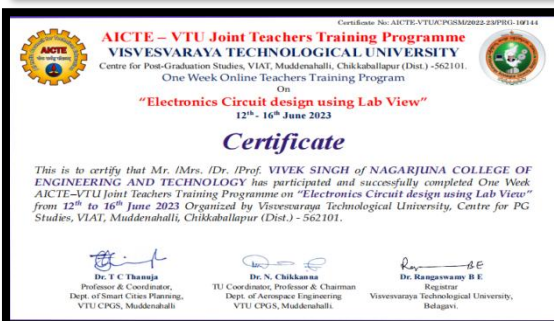 Certificate No: AICTE-VTU/CPGSM/2022-23/PRG-10/144
AICTE – VTU Joint Teachers Training Programme
VISVESVARAYA TECHNOLOGICAL UNIVERSITY
Centre for Post-Graduation Studies, VIAT, Muddenahalli, Chikkaballapur (Dist.) -562101.
One Week Online Teachers Training Program
On
“Electronics Circuit design using Lab View”
12th - 16th June 2023
Certificate
This is to certify that Mr. /Mrs. /Dr. /Prof. VIVEK SINGH of NAGARJUNA COLLEGE OF
ENGINEERING AND TECHNOLOGY has participated and successfully completed One Week
AICTE–VTU Joint Teachers Training Programme on “Electronics Circuit design using Lab View”
from 12th to 16th June 2023 Organized by Visvesvaraya Technological University, Centre for PG
Studies, VIAT, Muddenahalli, Chikkaballapur (Dist.) - 562101.
Dr. T C Thanuja
Professor & Coordinator,
Dept. of Smart Cities Planning,
VTU CPGS, Muddenahalli
Dr. N. Chikkanna
TU Coordinator, Professor & Chairman
Dept. of Aerospace Engineering
VTU CPGS, Muddenahalli.
Dr. Rangaswamy B E
Registrar
Visvesvaraya Technological University,
Belagavi.
AICTE